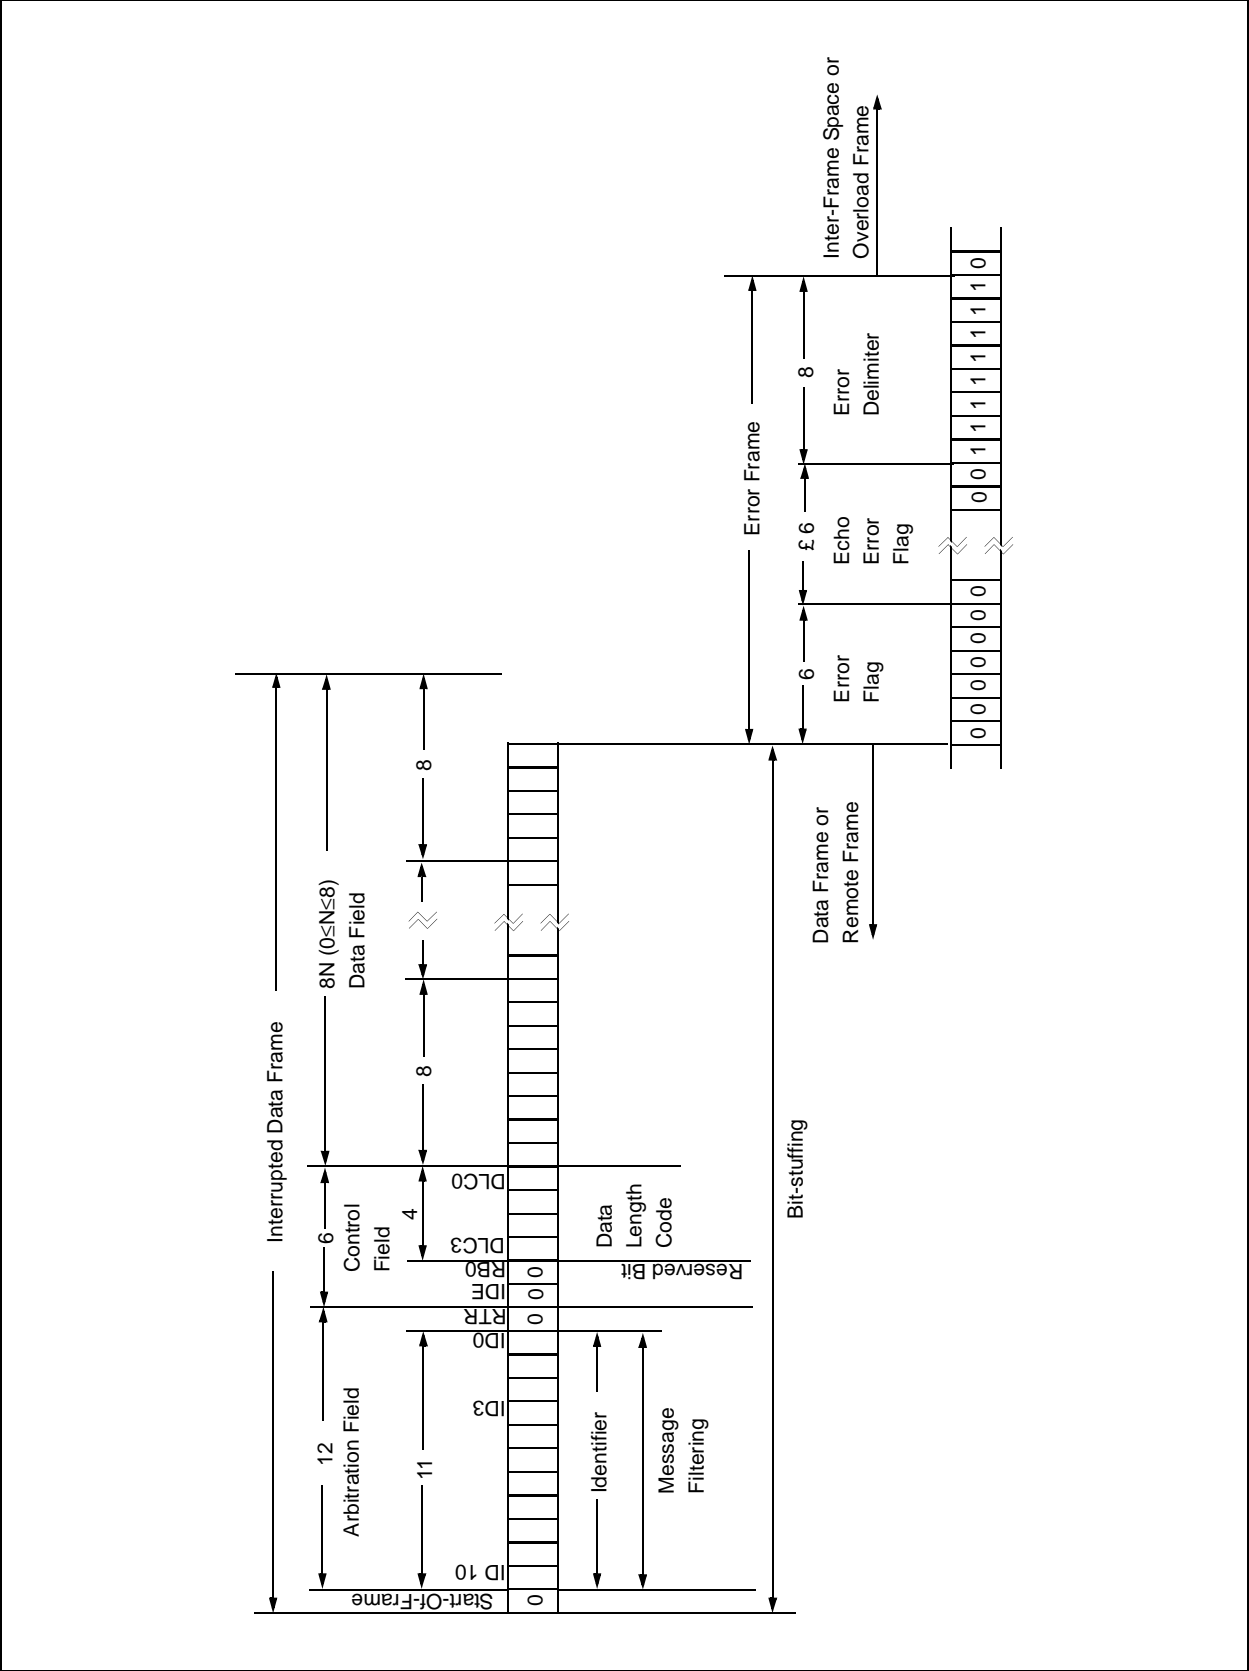 Interrupted Data Frame
12
Arbitration Field
6
Control
Field
8N (0≤N≤8)
Data Field
11
4
8
8
Start-Of-Frame
ID 10
ID3
ID0
RTR
IDE
RB0
DLC3
DLC0
0
0
0
0
Identifier
Message
Filtering
Reserved Bit
Data
Length
Code
Bit-stuffing
Data Frame or
Remote Frame
Error Frame
6
Error
Flag
£ 6
Echo
Error
Flag
8
Error
Delimiter
Inter-Frame Space or
Overload Frame
0 0 0 0 0 0 0 0 0 1 1 1 1 1 1 1 1 0